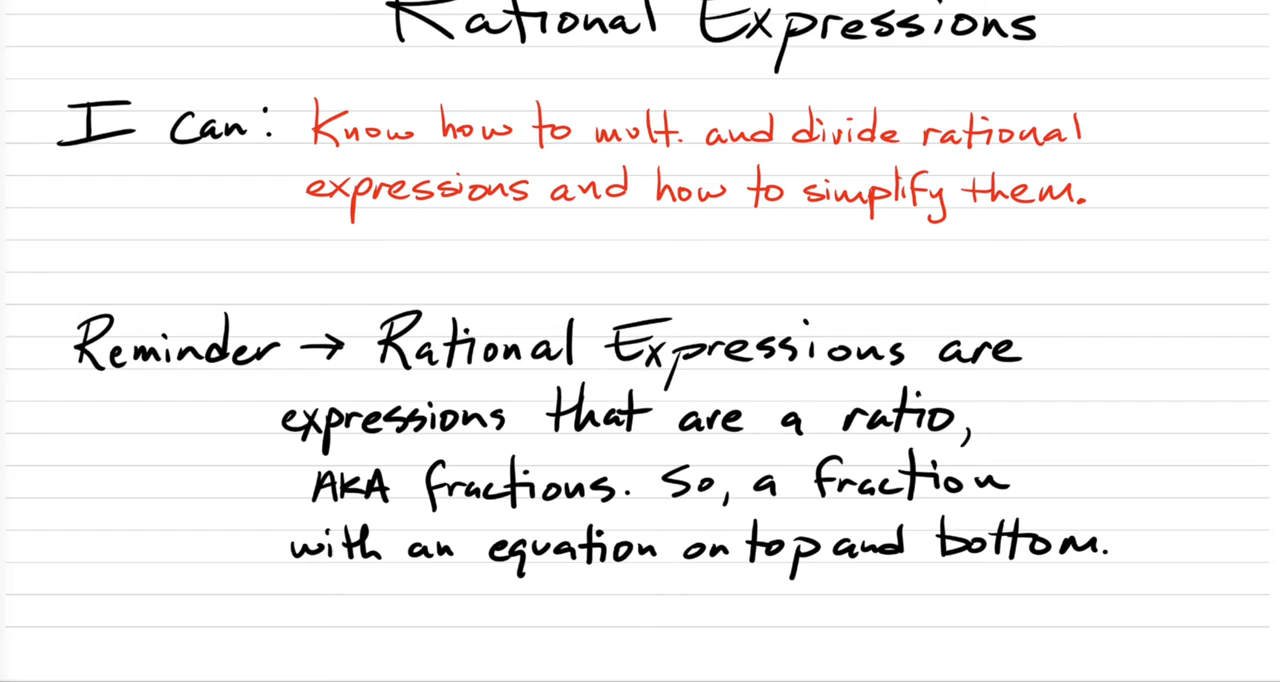 Rational Expressions
I can: Know how to mult. and divide rational
expressions and how to simplify them.
Reminder → Rational Expressions are
expressions that are a ratio,
AKA fractions. So, a fraction
with an equation on top and bottom.